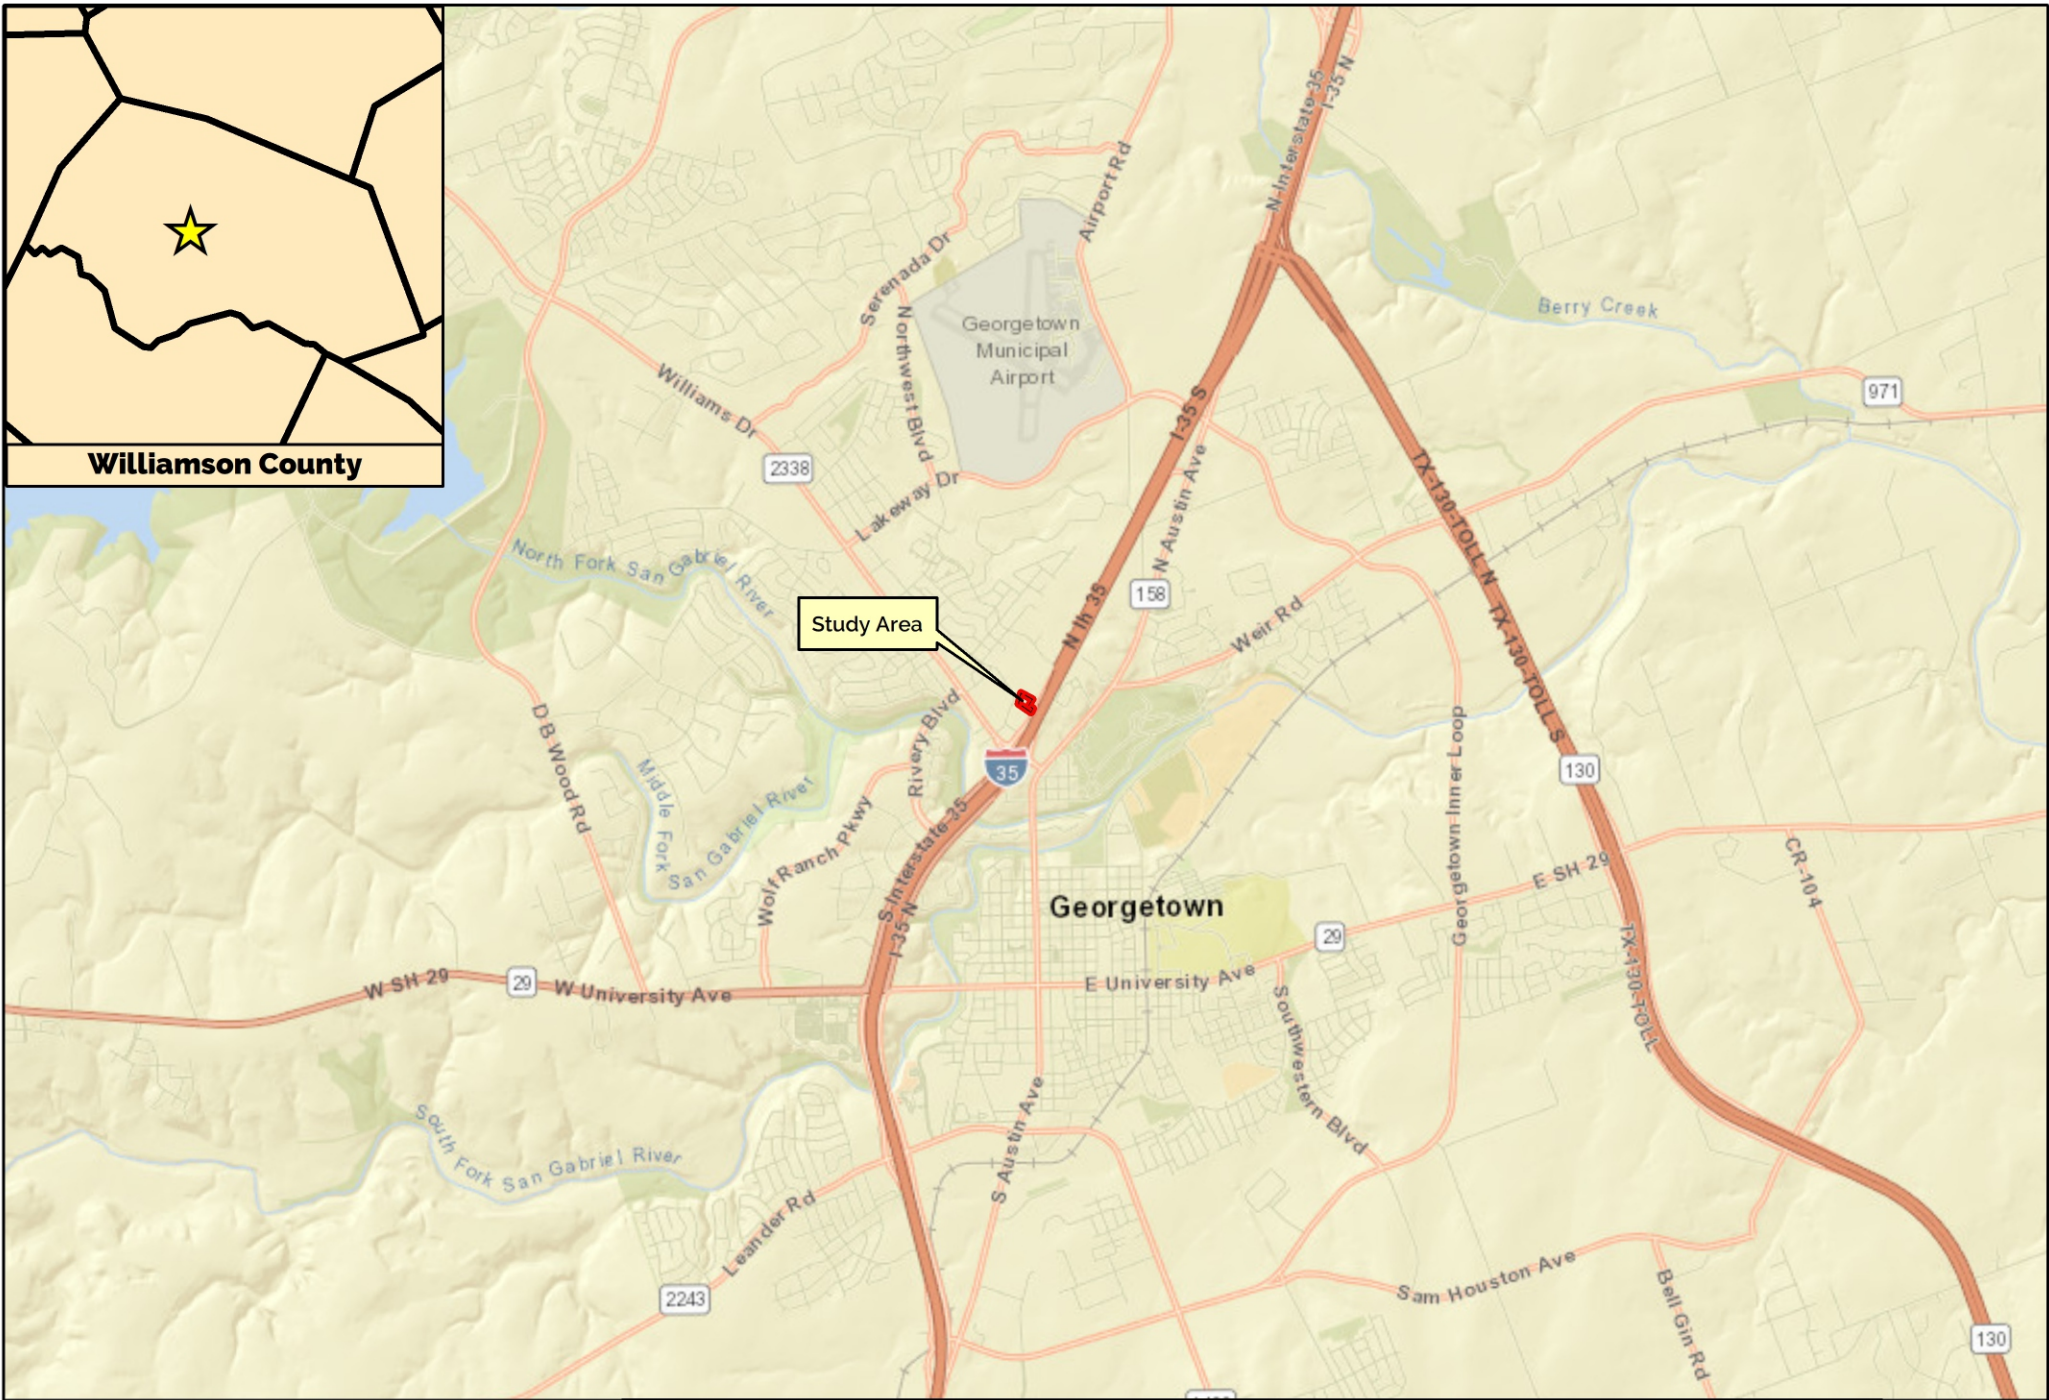 Williamson County
N Interstate 35
I-35 N
Airport Rd
Serenada Dr
Northwest Blvd
Georgetown
Municipal
Airport
Berry Creek
971
Williams Dr
2338
Lakeway Dr
I-35 S
N Austin Ave
TX-130-TOLL N
North Fork San Gabriel River
158
N Ih 35
Weir Rd
Study Area
TX-130-TOLL S
D B Wood Rd
Rivery Blvd
35
Georgetown Inner Loop
130
Middle Fork
San Gabriel River
Wolf Ranch Pkwy
S Interstate 35
I-35 N
Georgetown
E SH 29
CR-104
29
W SH 29
29
W University Ave
E University Ave
Southwestern Blvd
TX-130-TOLL
South Fork San Gabriel River
S Austin Ave
Leander Rd
2243
Sam Houston Ave
Bell Gin Rd
130